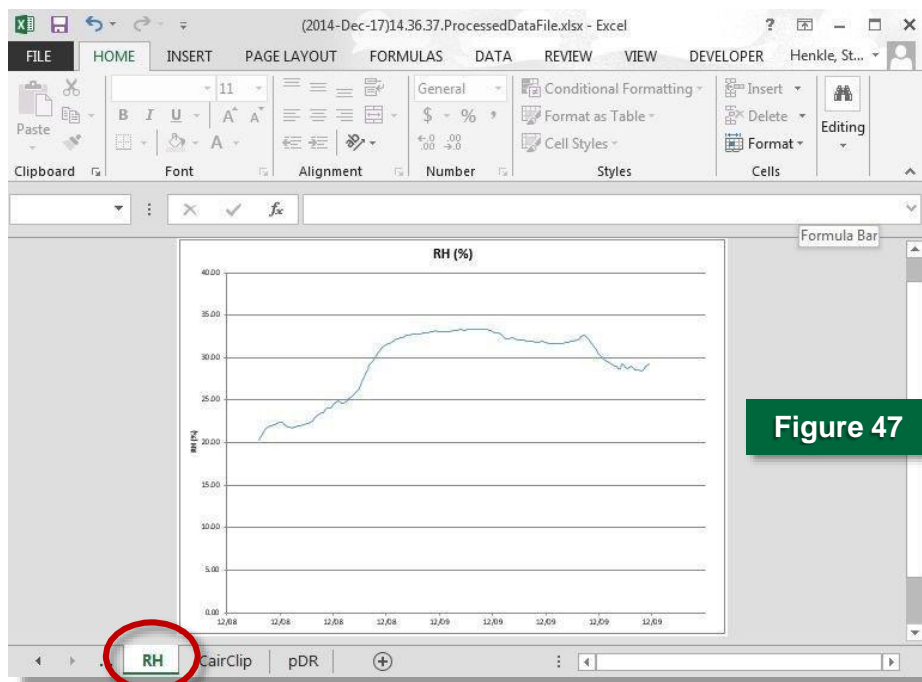 (2014-Dec-17)14.36.37.ProcessedDataFile.xlsx - Excel
FILE HOME INSERT PAGE LAYOUT FORMULAS DATA REVIEW VIEW DEVELOPER Henkle, St...
11 General Conditional Formatting Insert
Paste B I U A A $ % , Format as Table Delete Editing
A Cell Styles Format
Clipboard Font Alignment Number Styles Cells
fx
Formula Bar
RH (%)
40.00
35.00
30.00
25.00
RH (%)
20.00
15.00
10.00
5.00
0.00
12/08 12/08 12/08 12/08 12/09 12/09 12/09 12/09 12/09
Figure 47
... RH CairClip pDR